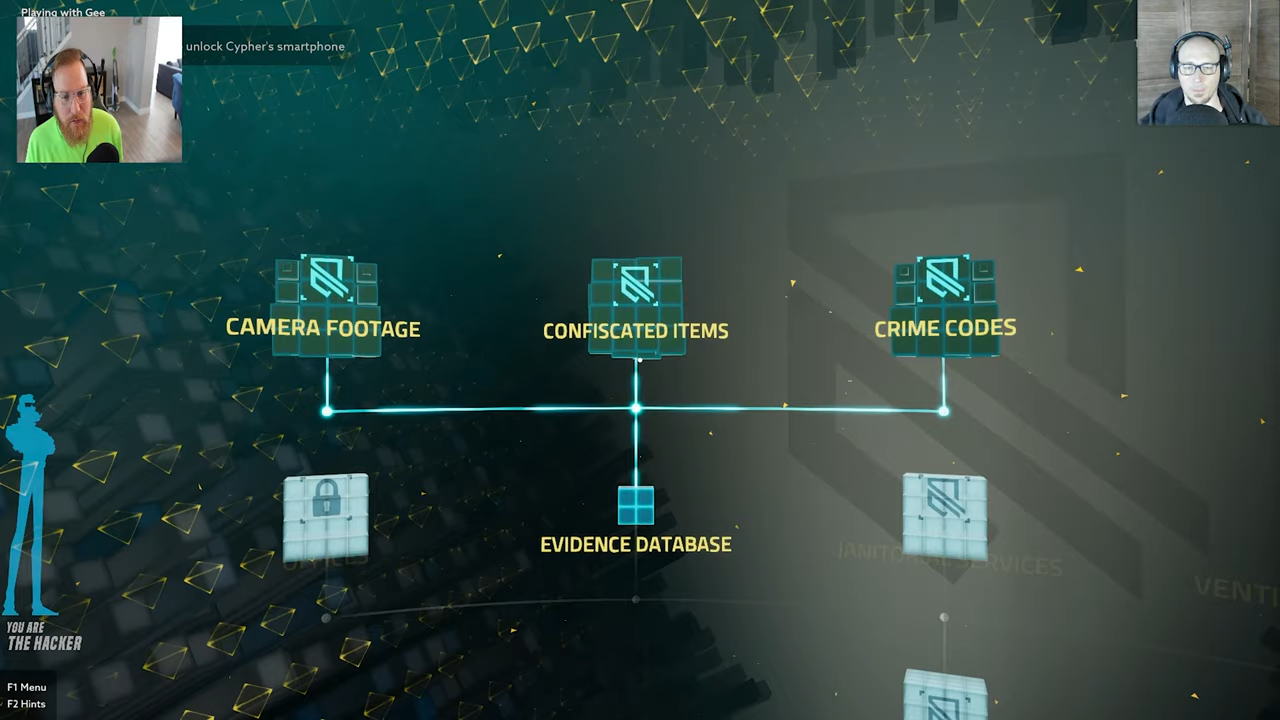 Playing with Gee
unlock Cypher's smartphone
CAMERA FOOTAGE
CONFISCATED ITEMS
CRIME CODES
EVIDENCE DATABASE
JANITORIAL SERVICES
YOU ARE
THE HACKER
F1 Menu
F2 Hints